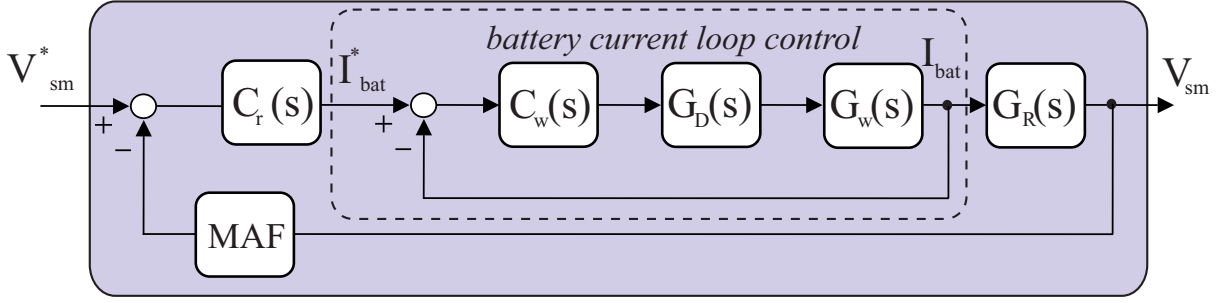 battery current loop control
V*sm
+
−
Cr(s)
I*bat
+
−
Cw(s)
GD(s)
Gw(s)
Ibat
GR(s)
Vsm
MAF